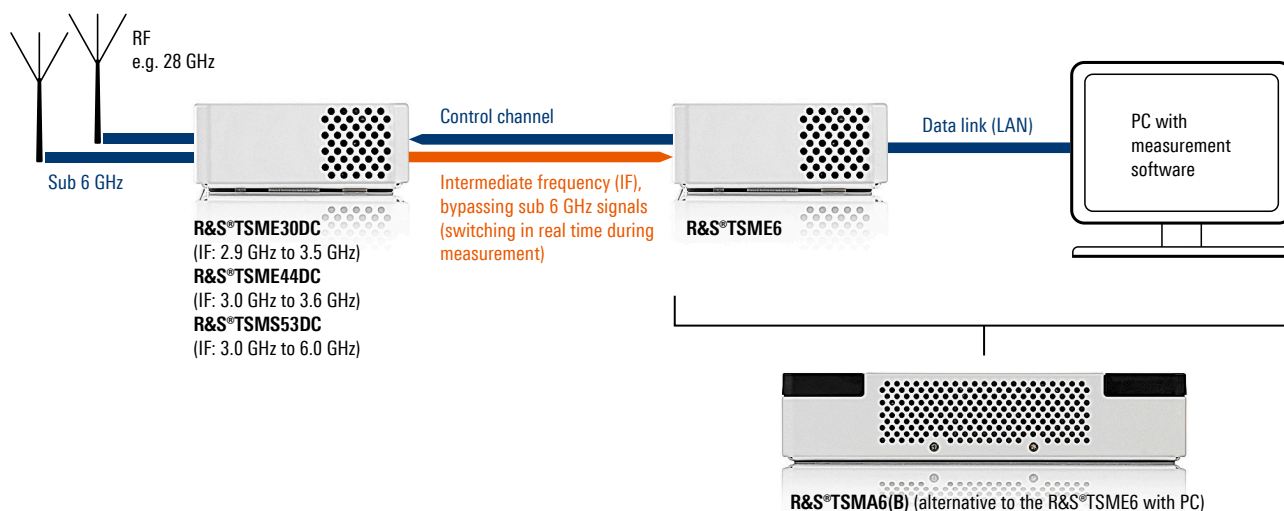 RF
e.g. 28 GHz
Sub 6 GHz
R&S®TSME30DC
(IF: 2.9 GHz to 3.5 GHz)
R&S®TSME44DC
(IF: 3.0 GHz to 3.6 GHz)
R&S®TSMS53DC
(IF: 3.0 GHz to 6.0 GHz)
Control channel
Intermediate frequency (IF),
bypassing sub 6 GHz signals
(switching in real time during
measurement)
R&S®TSME6
Data link (LAN)
PC with
measurement
software
R&S®TSMA6(B) (alternative to the R&S®TSME6 with PC)